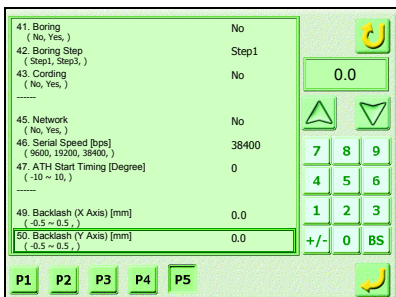 41. Boring No
( No, Yes, )
42. Boring Step Step1
( Step1, Step3, )
43. Cording No
( No, Yes, )
------
45. Network No
( No, Yes, )
46. Serial Speed [bps] 38400
( 9600, 19200, 38400, )
47. ATH Start Timing [Degree] 0
( -10 ~ 10, )
------
49. Backlash (X Axis) [mm] 0.0
( -0.5 ~ 0.5 , )
50. Backlash (Y Axis) [mm] 0.0
( -0.5 ~ 0.5 , )
0.0
7 8 9
4 5 6
1 2 3
+/- 0 BS
P1 P2 P3 P4 P5